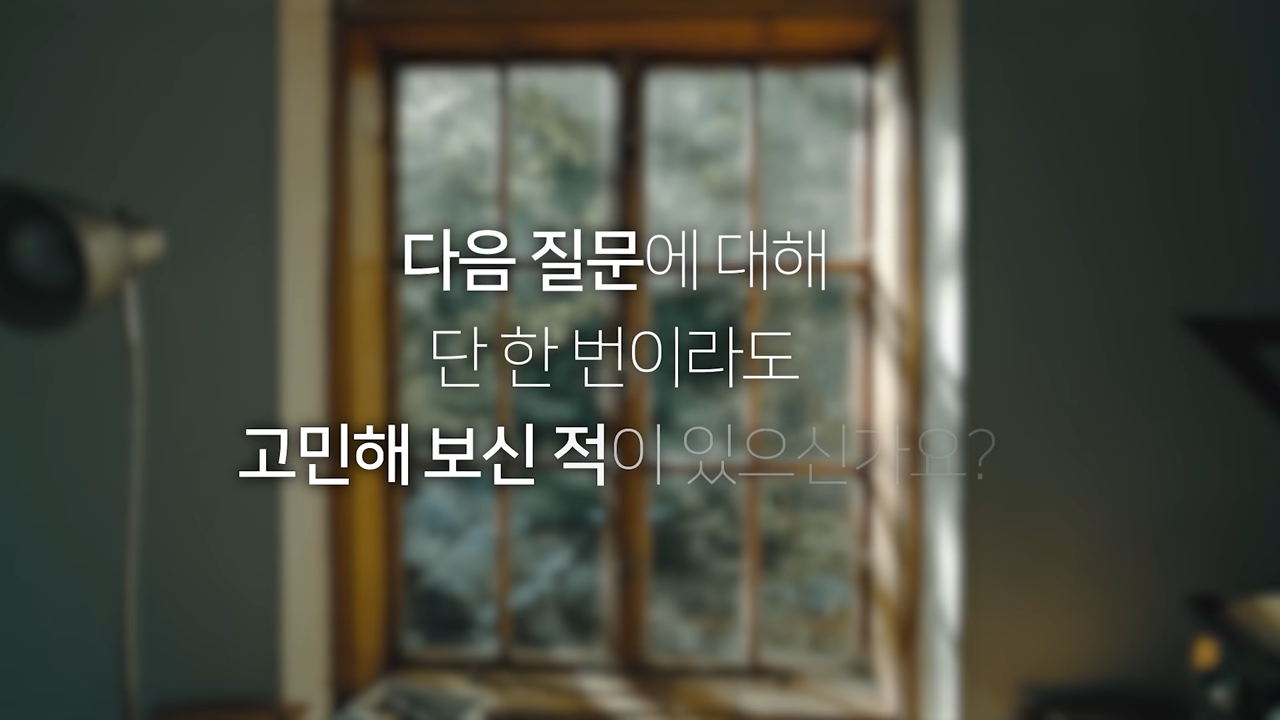 다음 질문에 대해
단 한 번이라도
고민해 보신 적이 있으신가요?